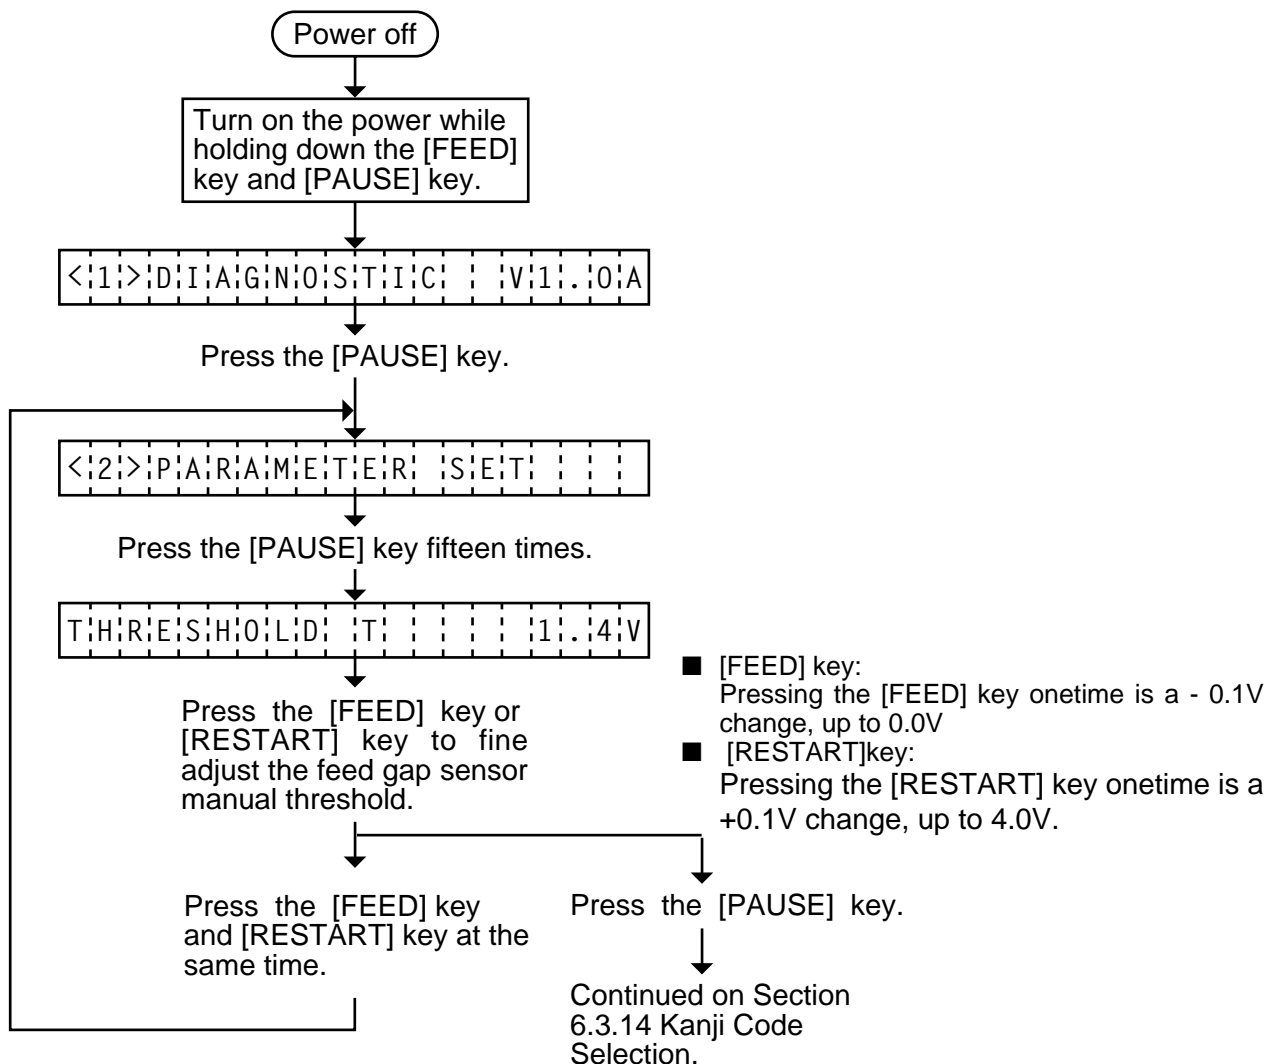 Power off
Turn on the power while
holding down the [FEED]
key and [PAUSE] key.
<1>DIAGNOSTIC  V1.0A
Press the [PAUSE] key.
<2>PARAMETER SET
Press the [PAUSE] key fifteen times.
THRESHOLD T     1.4V
Press the [FEED] key or
[RESTART] key to fine
adjust the feed gap sensor
manual threshold.
■ [FEED] key:
Pressing the [FEED] key onetime is a - 0.1V
change, up to 0.0V
■ [RESTART]key:
Pressing the [RESTART] key onetime is a
+0.1V change, up to 4.0V.
Press the [FEED] key
and [RESTART] key at the
same time.
Press the [PAUSE] key.
Continued on Section
6.3.14 Kanji Code
Selection.